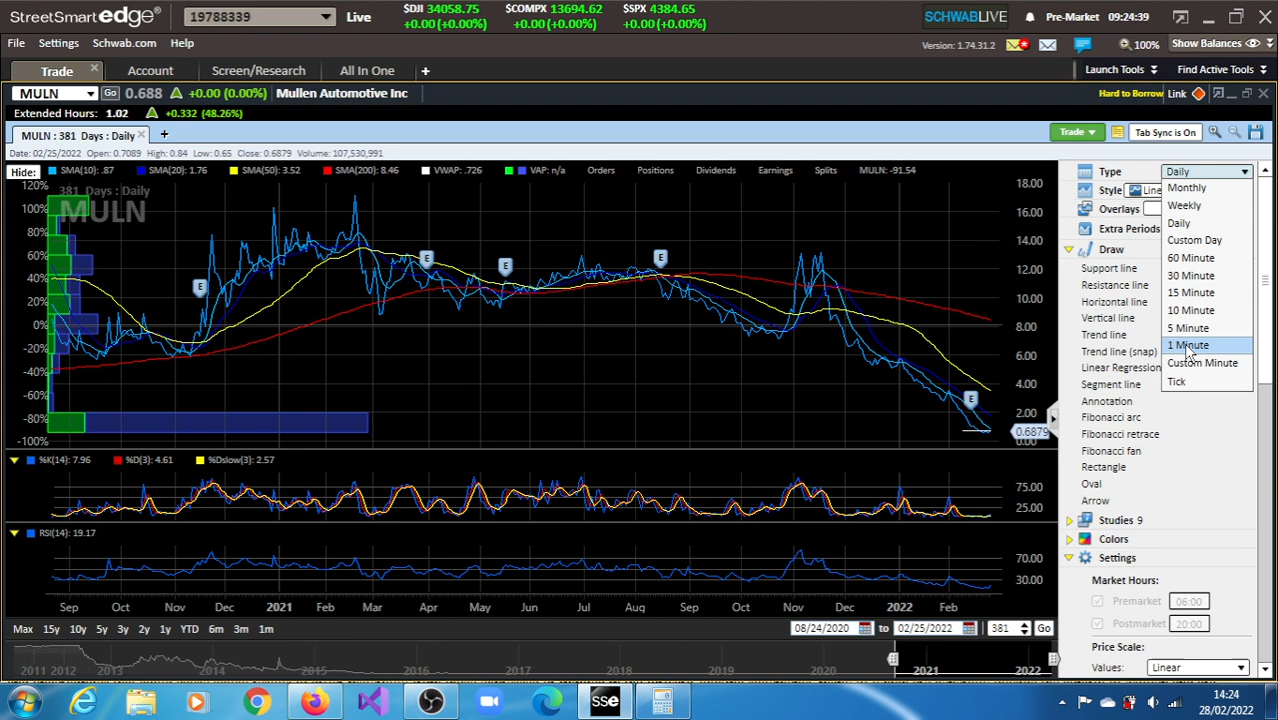 StreetSmart edge® 19788339 Live $DJI 34058.75 +0.00 (+0.00%) $COMPX 13694.62 +0.00 (+0.00%) $SPX 4384.65 +0.00 (+0.00%) SCHWABLIVE Pre-Market 09:24:39
File Settings Schwab.com Help Version: 1.74.31.2 100% Show Balances
Trade Account Screen/Research All In One + Launch Tools Find Active Tools
MULN Go 0.688 +0.00 (0.00%) Mullen Automotive Inc Hard to Borrow Link
Extended Hours: 1.02 +0.332 (48.26%)
MULN : 381 Days : Daily + Trade Tab Sync is On
Date: 02/25/2022 Open: 0.7089 High: 0.84 Low: 0.65 Close: 0.6879 Volume: 107,530,991
Hide: SMA(10): .87 SMA(20): 1.76 SMA(50): 3.52 SMA(200): 8.46 VWAP: .726 VAP: n/a Orders Positions Dividends Earnings Splits MULN: -91.54
381 Days : Daily
MULN
120%
100%
80%
60%
40%
20%
0%
-20%
-40%
-60%
-80%
-100%
E E E E E
18.00
16.00
14.00
12.00
10.00
8.00
6.00
4.00
2.00
0.6879
0.00
%K(14): 7.96 %D(3): 4.61 %Dslow(3): 2.57
75.00
25.00
RSI(14): 19.17
70.00
30.00
Sep Oct Nov Dec 2021 Feb Mar Apr May Jun Jul Aug Sep Oct Nov Dec 2022 Feb
Max 15y 10y 5y 3y 2y 1y YTD 6m 3m 1m 08/24/2020 to 02/25/2022 381 Go
2011 2012 2013 2014 2015 2016 2017 2018 2019 2020 2021 2022
Type Daily
Monthly
Style Line
Weekly
Overlays
Daily
Extra Periods
Custom Day
Draw
60 Minute
Support line
30 Minute
Resistance line
15 Minute
Horizontal line
10 Minute
Vertical line
5 Minute
Trend line
1 Minute
Trend line (snap)
Custom Minute
Linear Regression
Tick
Segment line
Annotation
Fibonacci arc
Fibonacci retrace
Fibonacci fan
Rectangle
Oval
Arrow
Studies 9
Colors
Settings
Market Hours:
Premarket 06:00
Postmarket 20:00
Price Scale:
Values: Linear
sse
14:24
28/02/2022